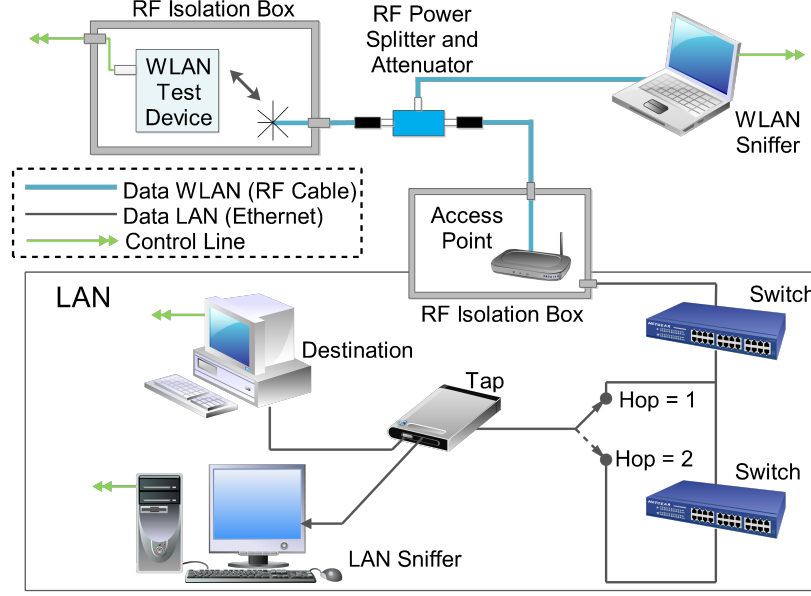 RF Isolation Box
RF Power
Splitter and
Attenuator
WLAN
Test
Device
WLAN
Sniffer
Data WLAN (RF Cable)
Data LAN (Ethernet)
Control Line
Access
Point
RF Isolation Box
LAN
Switch
NETGEAR
Destination
Tap
Hop = 1
Hop = 2
Switch
NETGEAR
LAN Sniffer